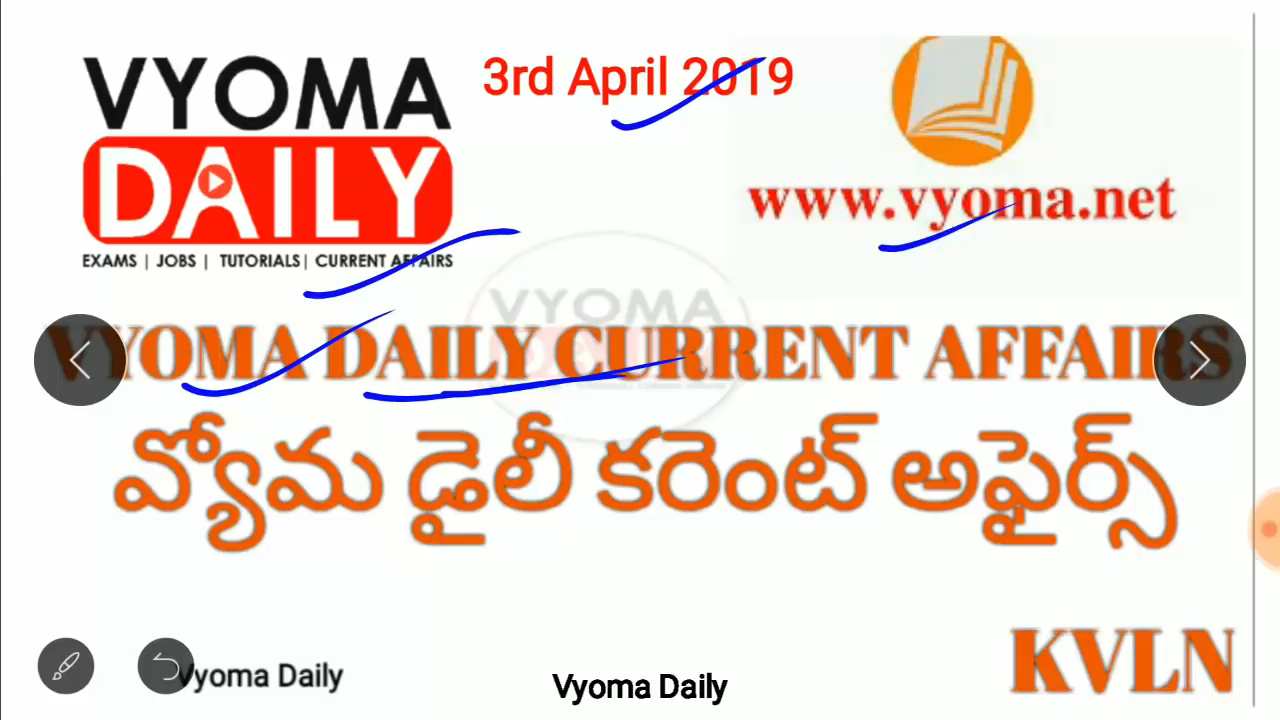 VYOMA
DAILY
EXAMS | JOBS | TUTORIALS | CURRENT AFFAIRS
3rd April 2019
www.vyoma.net
VYOMA
VYOMA DAILY CURRENT AFFAIRS
వ్యోమ డైలీ కరెంట్ అఫైర్స్
Vyoma Daily
Vyoma Daily
KVLN